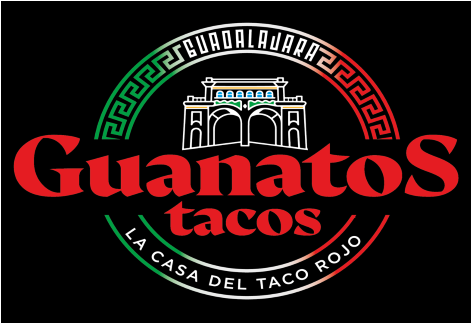 GUADALAJARA
GuanatoS
tacos
LA CASA DEL TACO ROJO